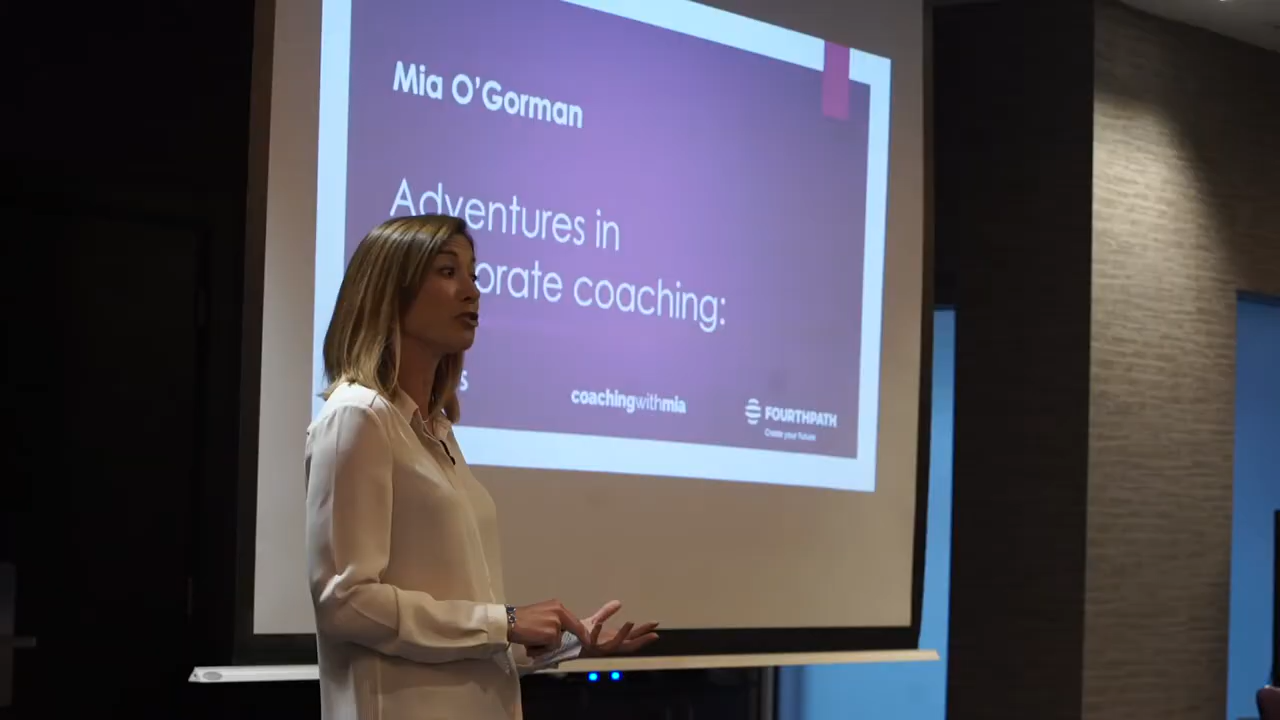 Mia O'Gorman
Adventures in
orate coaching:
s
coachingwithmia
FOURTHPATH
Create your future